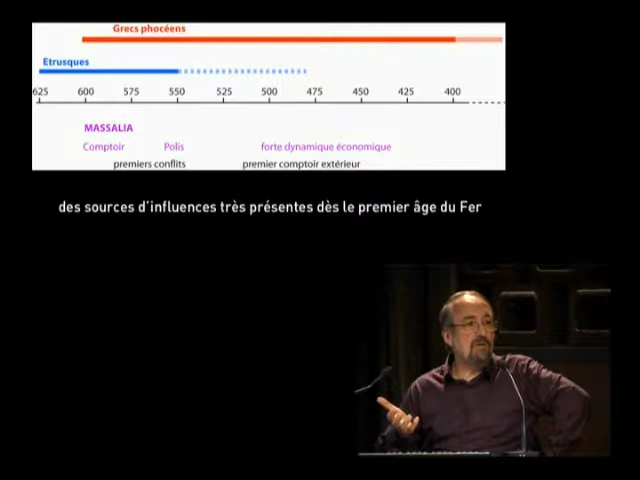 Grecs phocéens
Etrusques
625 600 575 550 525 500 475 450 425 400
MASSALIA
Comptoir Polis forte dynamique économique
premiers conflits premier comptoir extérieur
des sources d'influences très présentes dès le premier âge du Fer